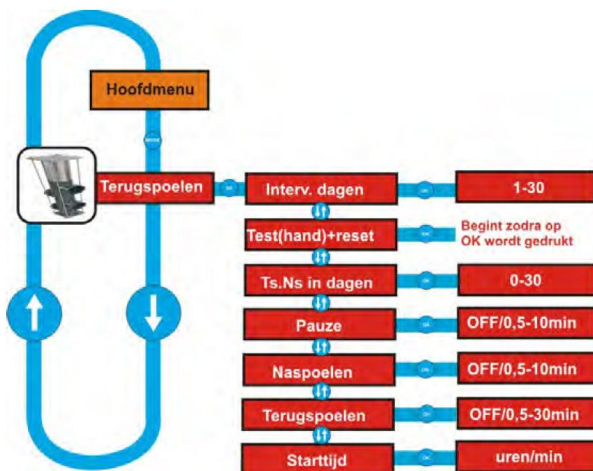 Hoofdmenu
Terugspoelen
Interv. dagen
1-30
Test(hand)+reset
Begint zodra op
OK wordt gedrukt
Ts.Ns in dagen
0-30
Pauze
OFF/0,5-10min
Naspoelen
OFF/0,5-10min
Terugspoelen
OFF/0,5-30min
Starttijd
uren/min